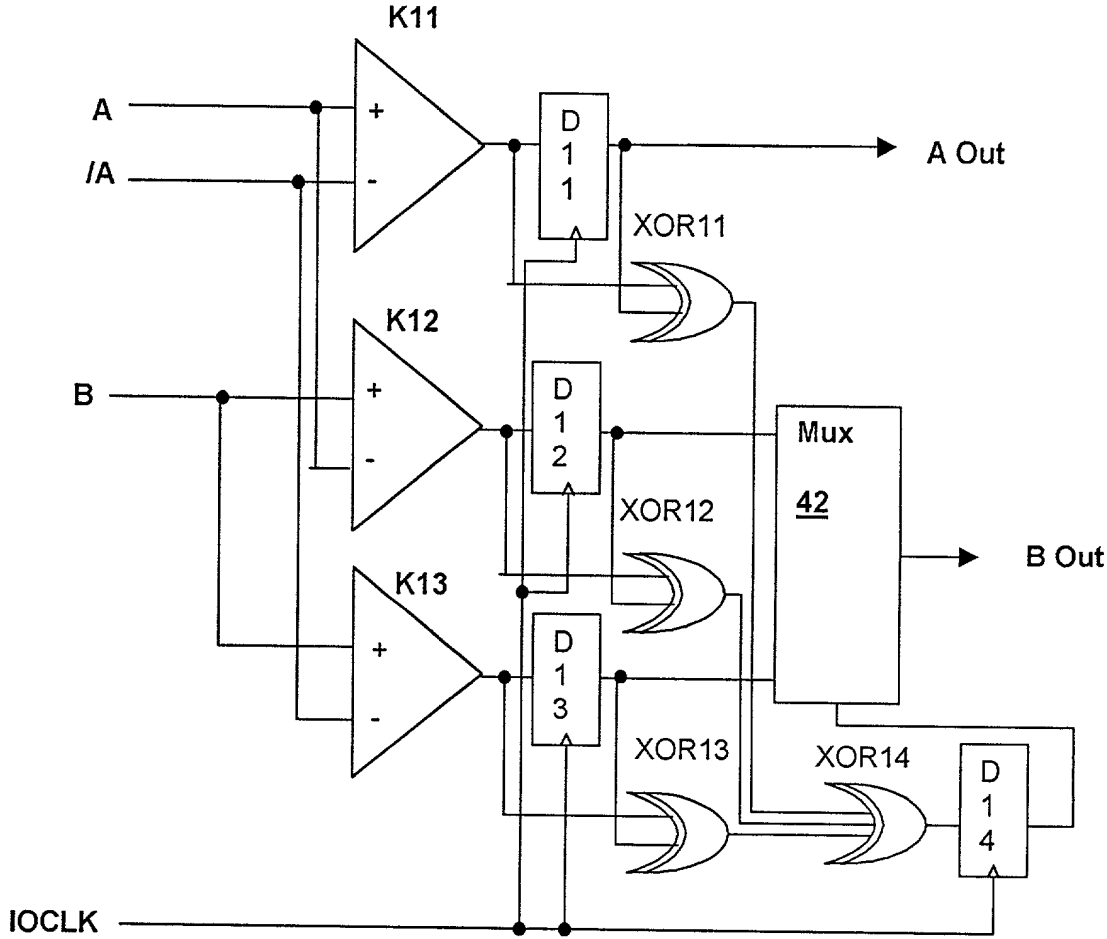 K11
A
+
D
1
1
A Out
/A
-
XOR11
K12
B
+
D
1
2
Mux
-
42
XOR12
B Out
K13
+
D
1
3
-
XOR13
XOR14
D
1
4
IOCLK